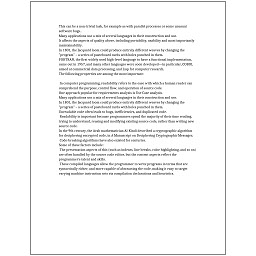 This can be a non-trivial task, for example as with parallel processes or some unusual
software bugs.
Many applications use a mix of several languages in their construction and use.
It affects the aspects of quality above, including portability, usability and most importantly
maintainability.
In 1801, the Jacquard loom could produce entirely different weaves by changing the
"program" - a series of pasteboard cards with holes punched in them.
FORTRAN, the first widely used high-level language to have a functional implementation,
came out in 1957, and many other languages were soon developed—in particular, COBOL
aimed at commercial data processing, and Lisp for computer research.
The following properties are among the most important:

In computer programming, readability refers to the ease with which a human reader can
comprehend the purpose, control flow, and operation of source code.
One approach popular for requirements analysis is Use Case analysis.
Many applications use a mix of several languages in their construction and use.
In 1801, the Jacquard loom could produce entirely different weaves by changing the
"program" - a series of pasteboard cards with holes punched in them.
Unreadable code often leads to bugs, inefficiencies, and duplicated code.
Readability is important because programmers spend the majority of their time reading,
trying to understand, reusing and modifying existing source code, rather than writing new
source code.
In the 9th century, the Arab mathematician Al-Kindi described a cryptographic algorithm
for deciphering encrypted code, in A Manuscript on Deciphering Cryptographic Messages.
Code-breaking algorithms have also existed for centuries.
Some of these factors include:
The presentation aspects of this (such as indents, line breaks, color highlighting, and so on)
are often handled by the source code editor, but the content aspects reflect the
programmer's talent and skills.
These compiled languages allow the programmer to write programs in terms that are
syntactically richer, and more capable of abstracting the code, making it easy to target
varying machine instruction sets via compilation declarations and heuristics.